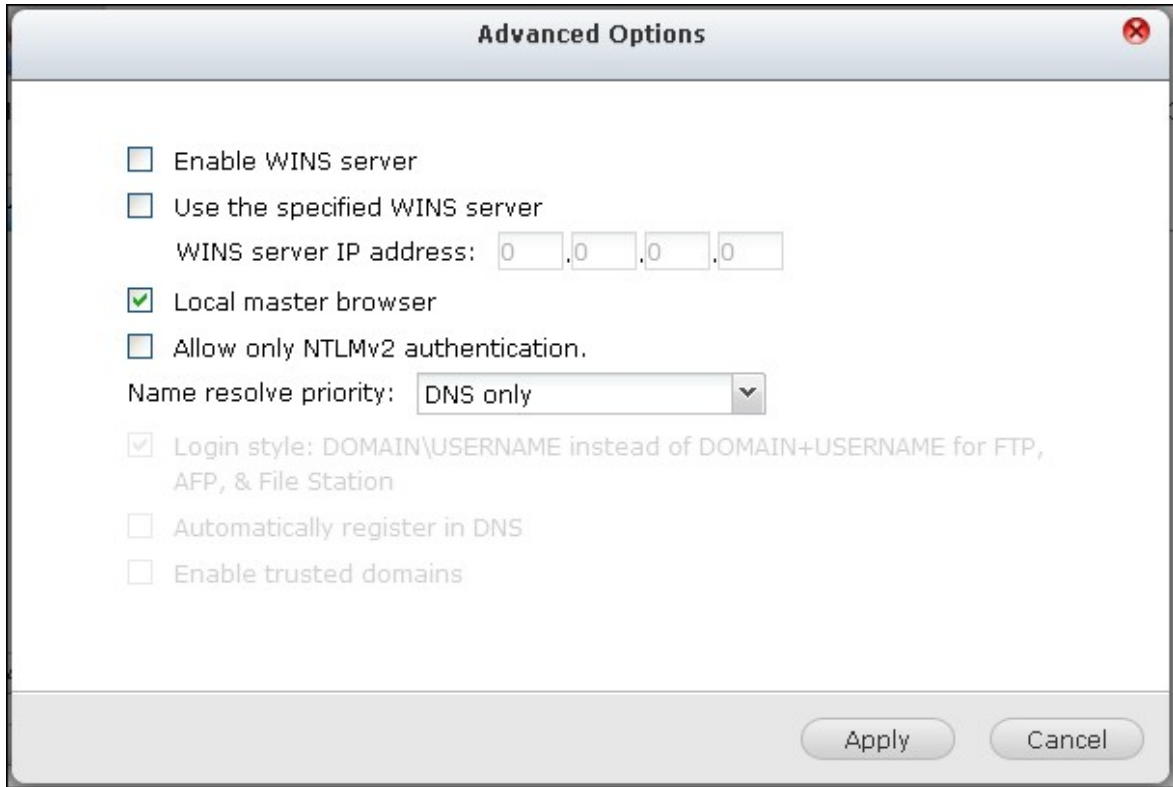 Advanced Options
Enable WINS server
Use the specified WINS server
WINS server IP address: 0 .0 .0 .0
Local master browser
Allow only NTLMv2 authentication.
Name resolve priority: DNS only
Login style: DOMAIN\USERNAME instead of DOMAIN+USERNAME for FTP,
AFP, & File Station
Automatically register in DNS
Enable trusted domains
Apply Cancel